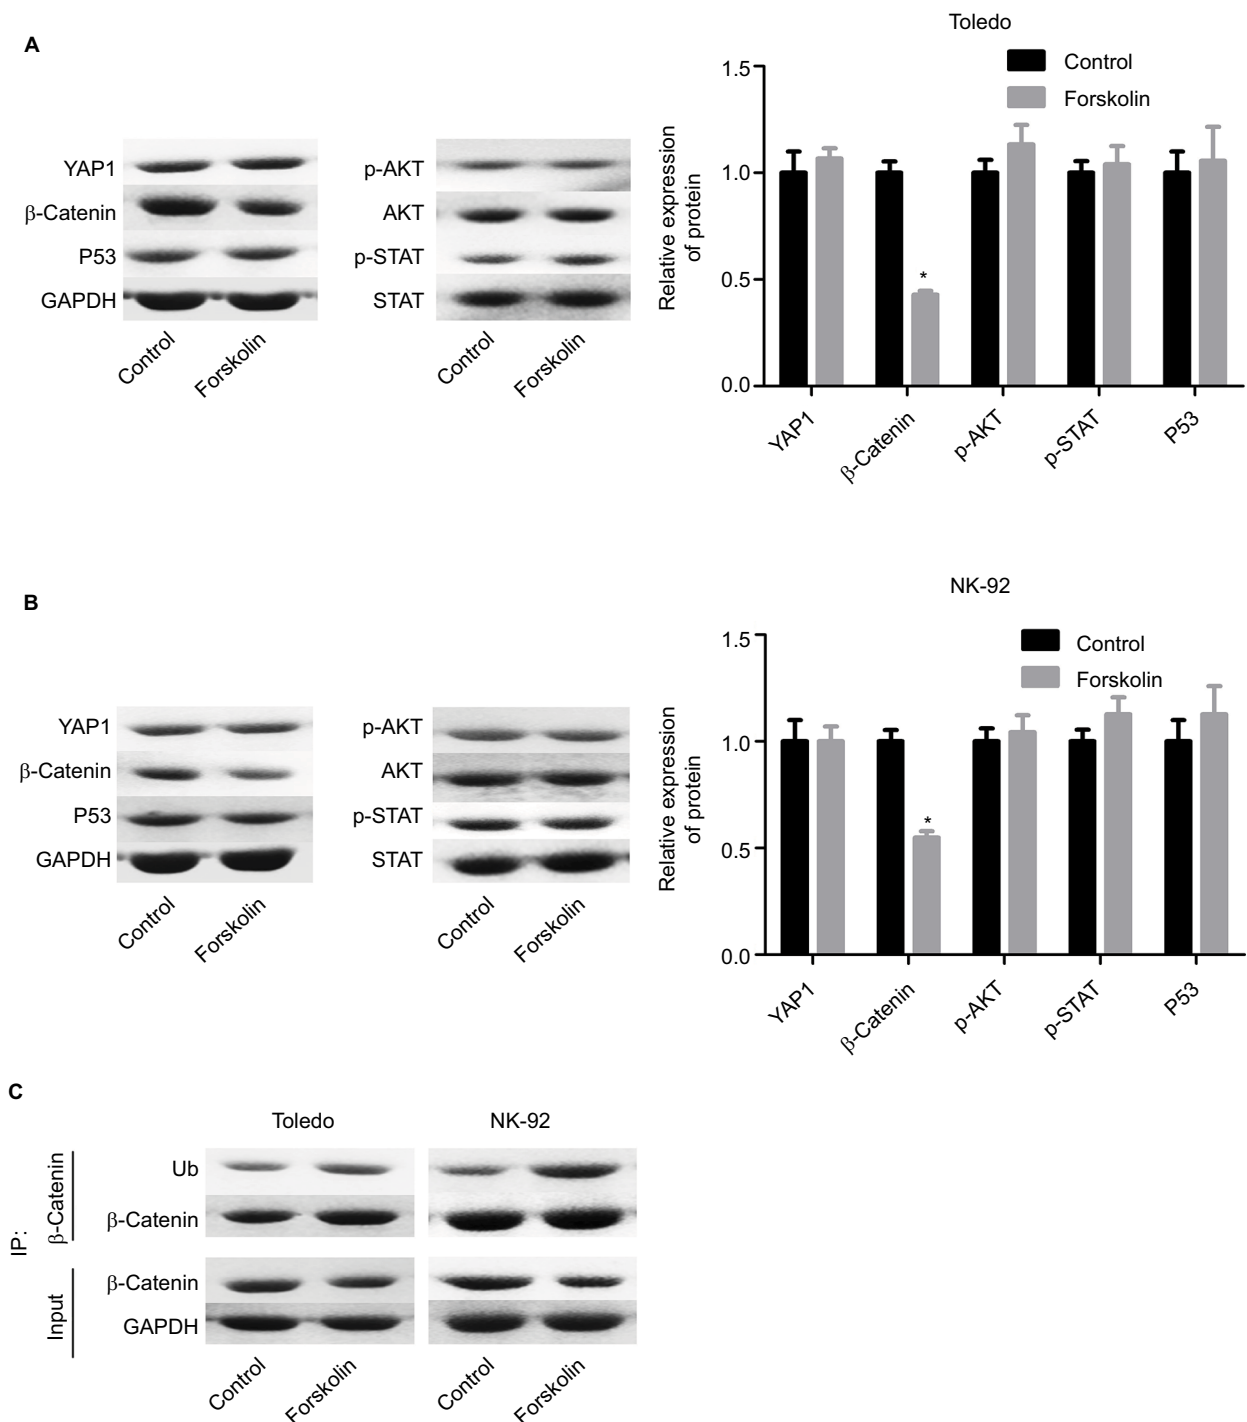 A
YAP1
β-Catenin
P53
GAPDH
Control
Forskolin
p-AKT
AKT
p-STAT
STAT
Control
Forskolin
Toledo
Control
Forskolin
Relative expression
of protein
1.5
1.0
0.5
0.0
*
YAP1
β-Catenin
p-AKT
p-STAT
P53
B
YAP1
β-Catenin
P53
GAPDH
Control
Forskolin
p-AKT
AKT
p-STAT
STAT
Control
Forskolin
NK-92
Control
Forskolin
Relative expression
of protein
1.5
1.0
0.5
0.0
*
YAP1
β-Catenin
p-AKT
p-STAT
P53
C
Toledo
NK-92
IP:
β-Catenin
Ub
β-Catenin
Input
β-Catenin
GAPDH
Control
Forskolin
Control
Forskolin